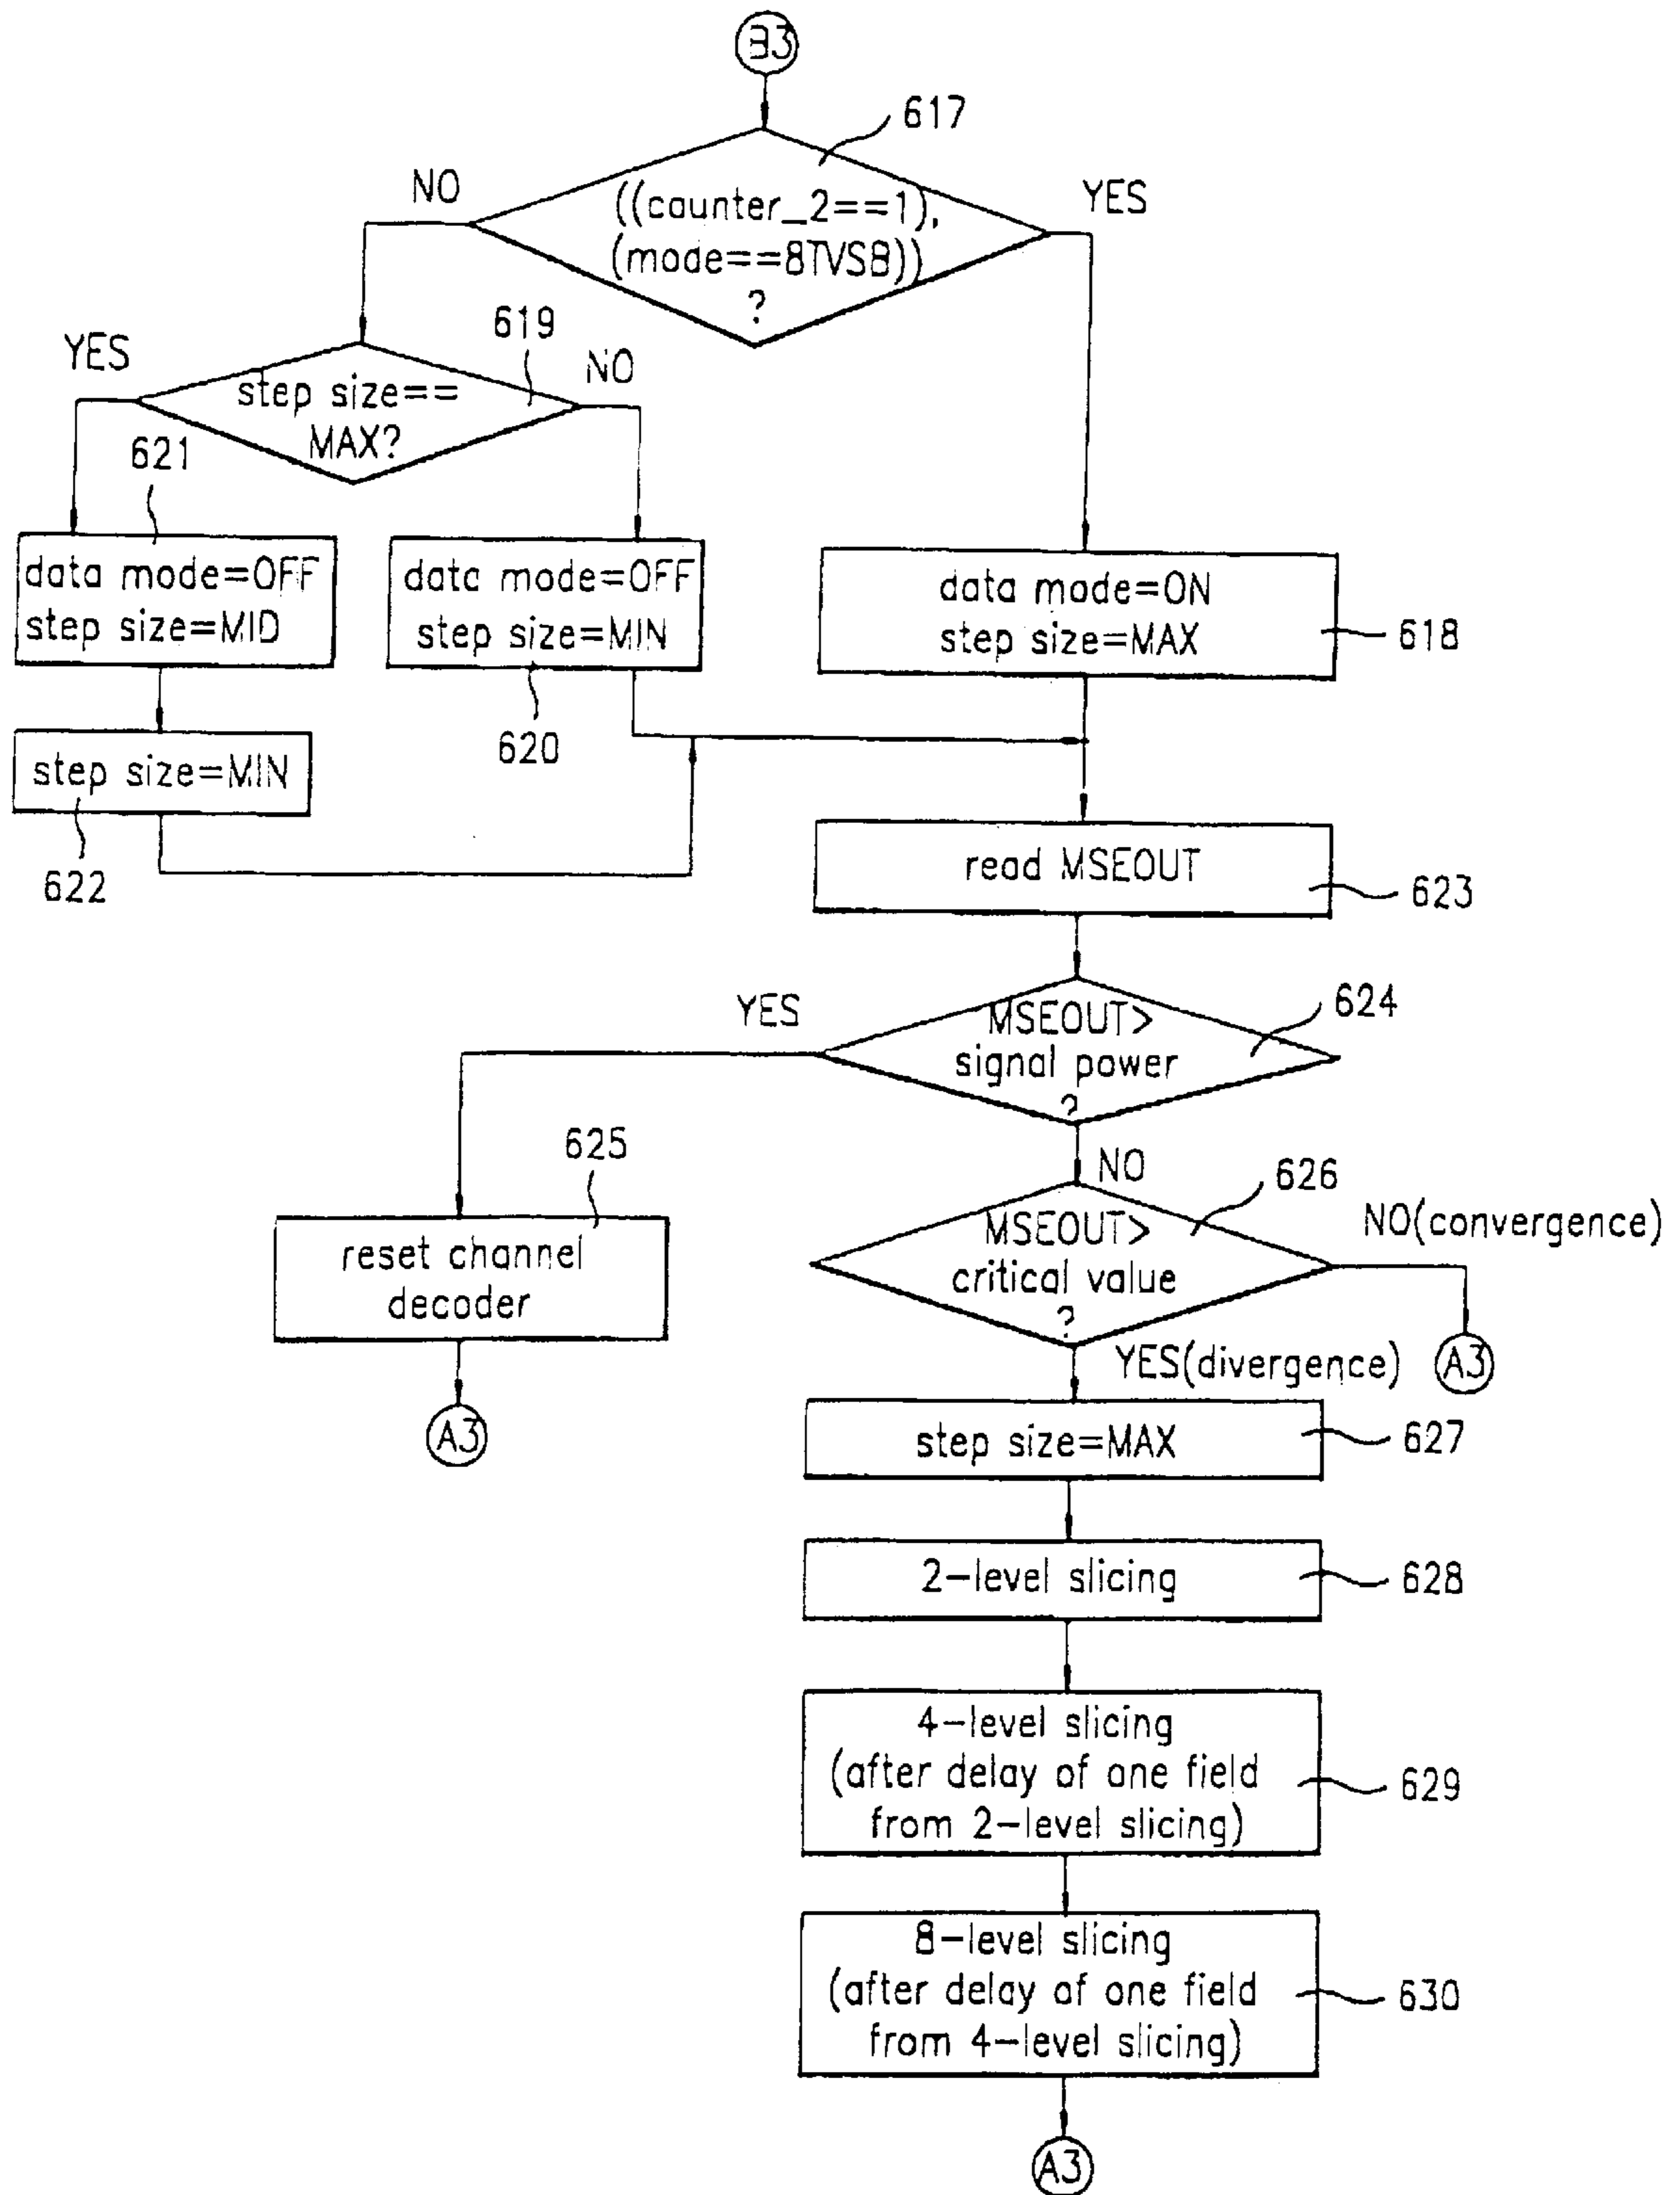 B3
617
NO
YES
((counter_2==1),
(mode==8TVSB))
?
619
YES
NO
step size==
MAX?
621
data mode=OFF
step size=MID
data mode=OFF
step size=MIN
data mode=ON
step size=MAX
618
620
step size=MIN
622
read MSEOUT
623
YES
MSEOUT>
signal power
?
624
625
NO
626
reset channel
decoder
MSEOUT>
critical value
?
NO(convergence)
A3
YES(divergence)
A3
step size=MAX
627
2-level slicing
628
4-level slicing
(after delay of one field
from 2-level slicing)
629
8-level slicing
(after delay of one field
from 4-level slicing)
630
A3